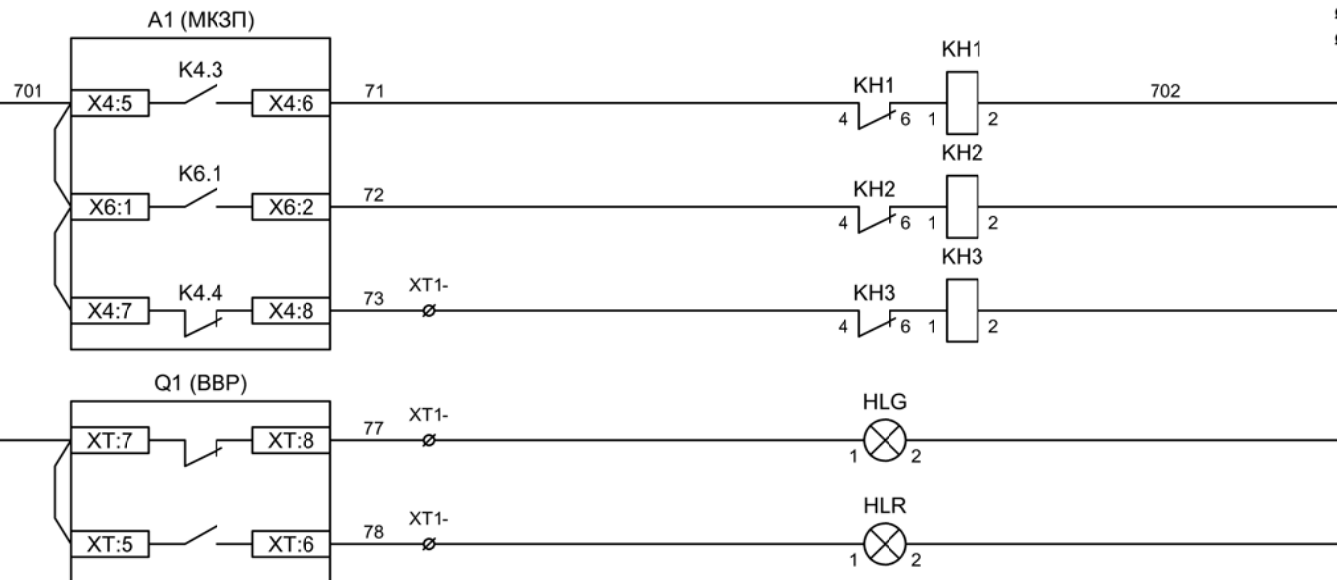 А1 (МКЗП)
701
X4:5
K4.3
X4:6
71
KH1
4
6
KH1
1
2
702
X6:1
K6.1
X6:2
72
KH2
4
6
KH2
1
2
X4:7
K4.4
X4:8
73
XT1-
KH3
4
6
KH3
1
2
Q1 (ВВР)
XT:7
XT:8
77
XT1-
HLG
1
2
XT:5
XT:6
78
XT1-
HLR
1
2